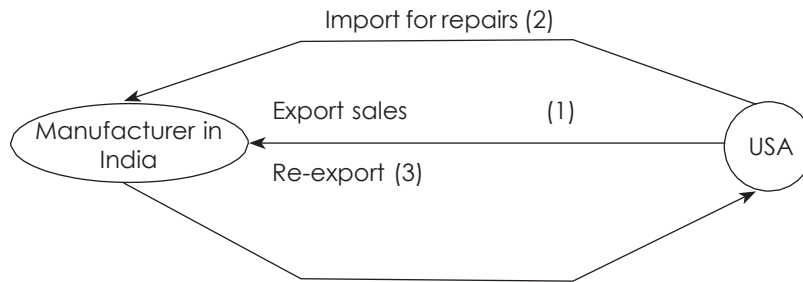 Import for repairs (2)
Export sales (1)
Manufacturer in
India
USA
Re-export (3)